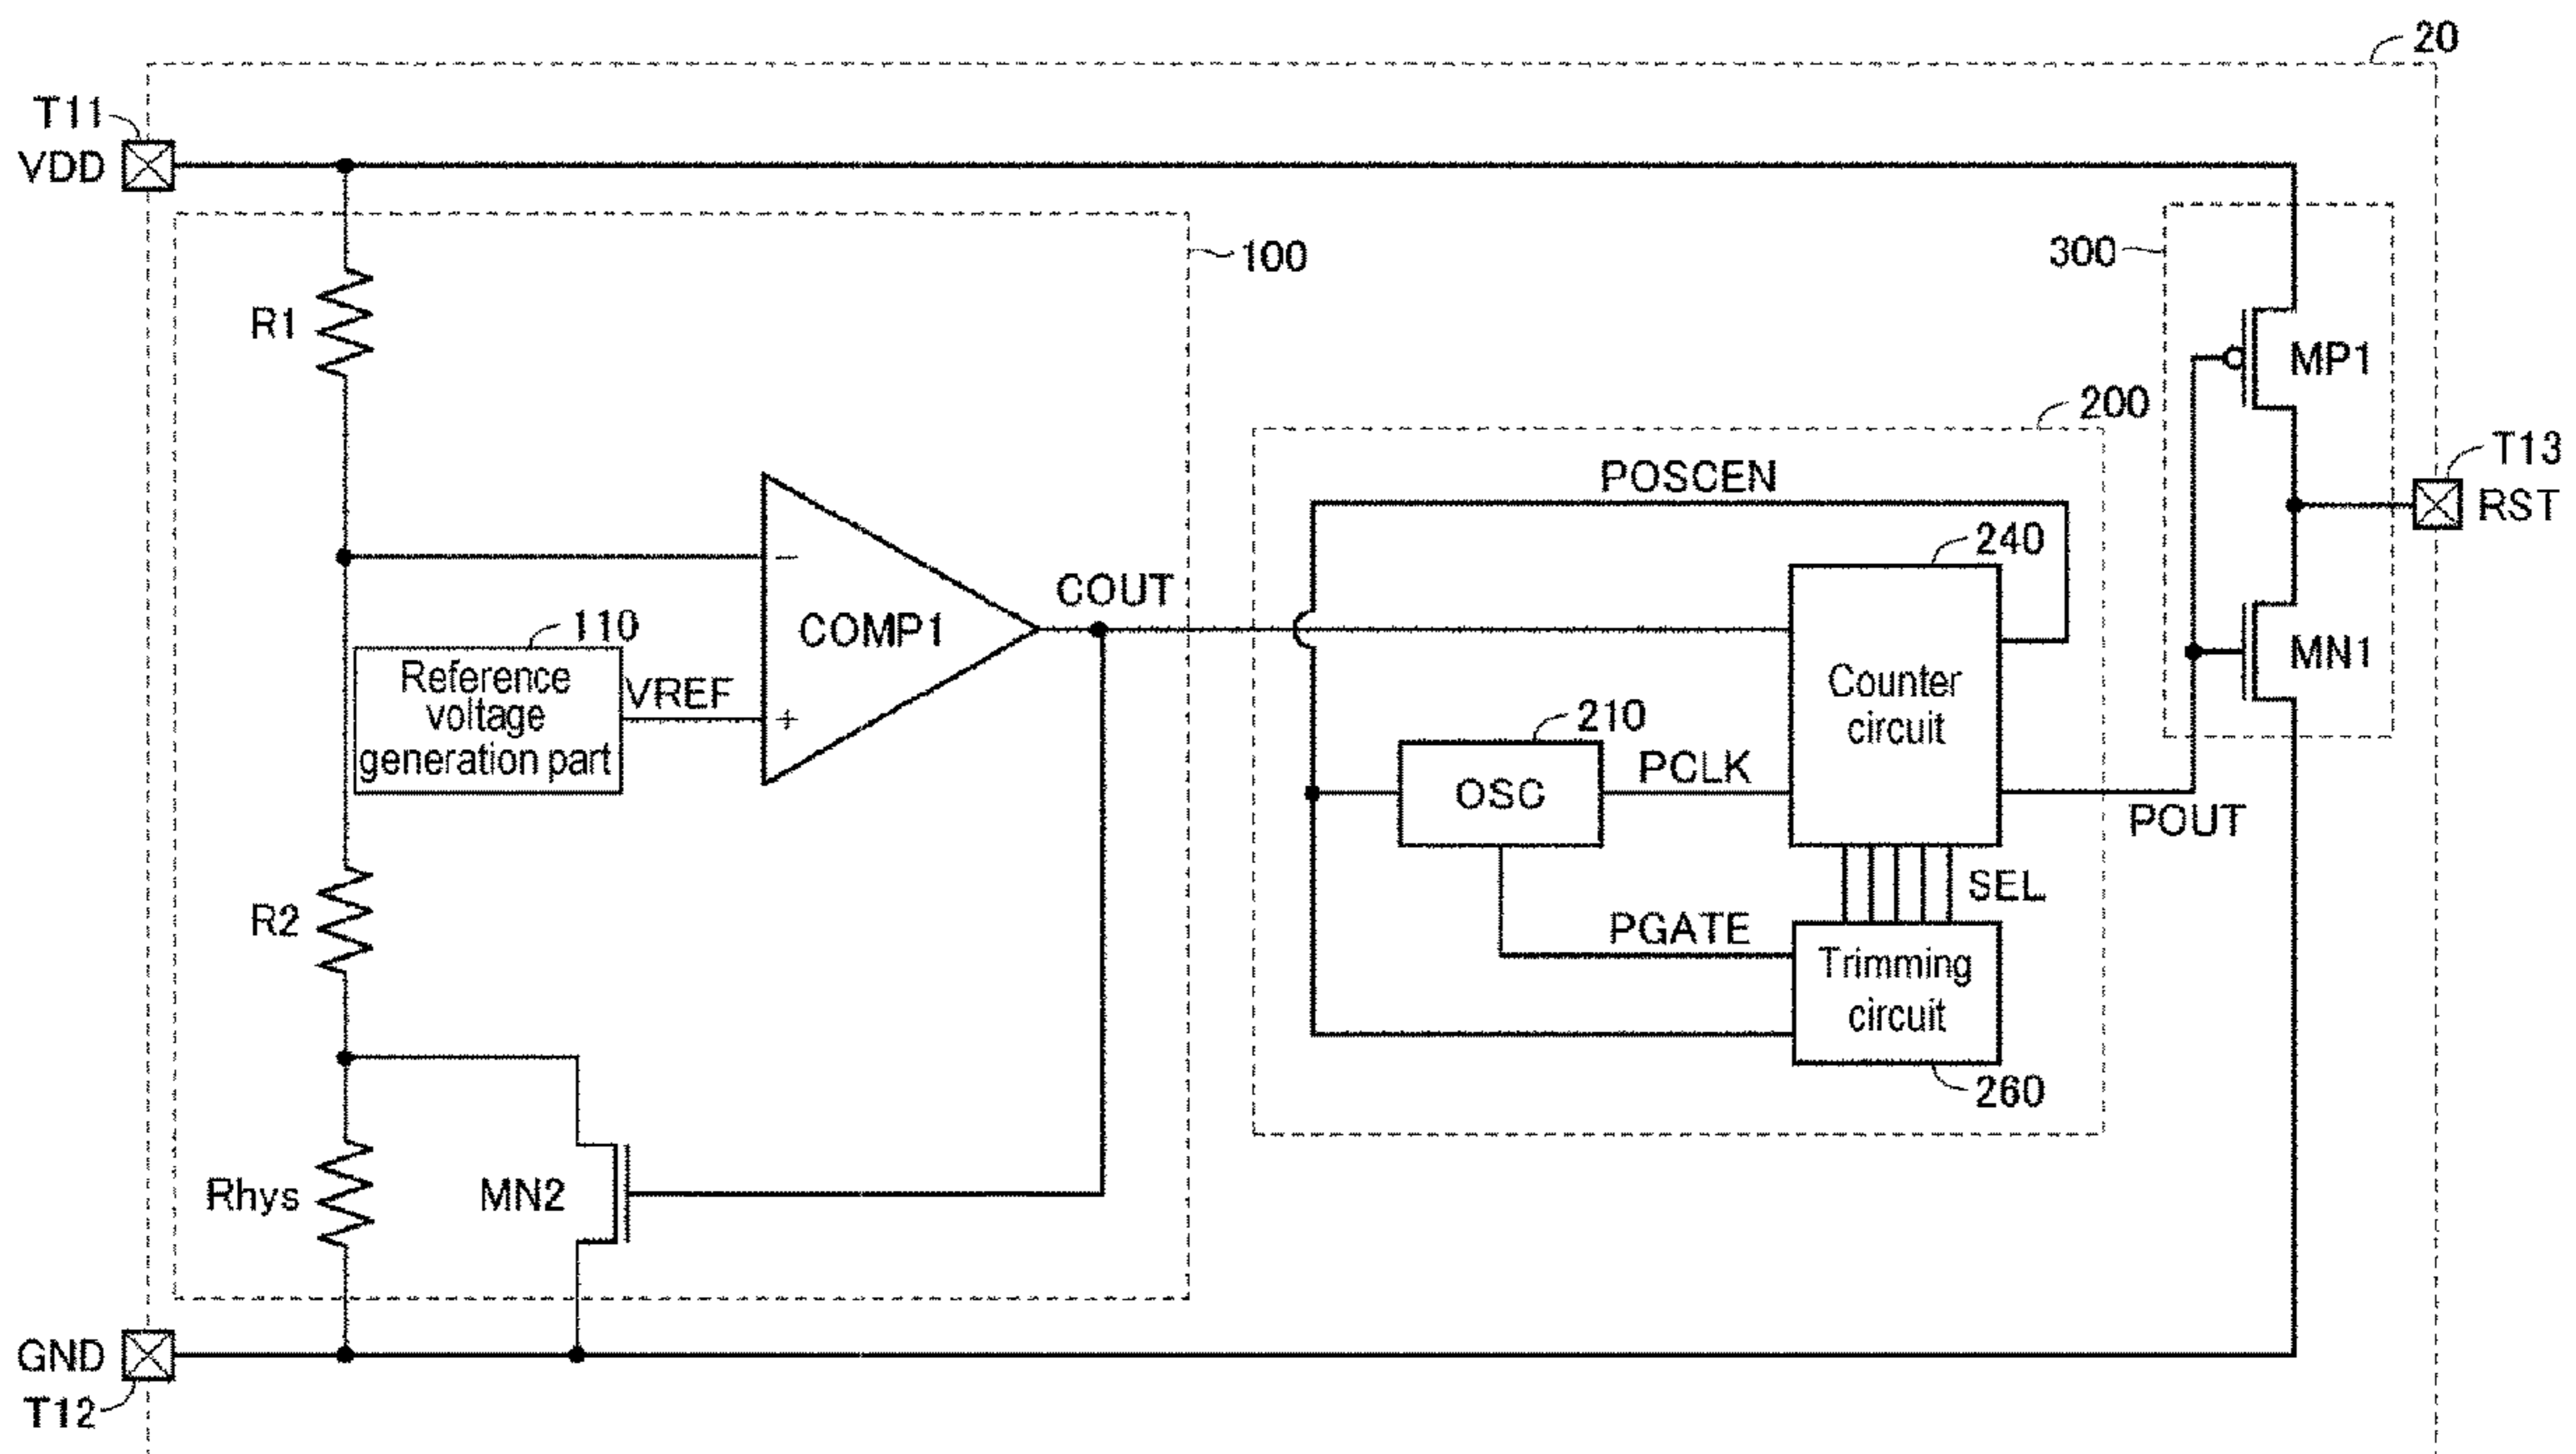 20
T11
VDD
100
300
R1
MP1
200
T13
RST
POSCEN
240
COUT
−
COMP1
110
Reference
voltage
generation part
VREF
+
MN1
Counter
circuit
210
OSC
PCLK
POUT
SEL
R2
PGATE
Trimming
circuit
260
Rhys
MN2
GND
T12